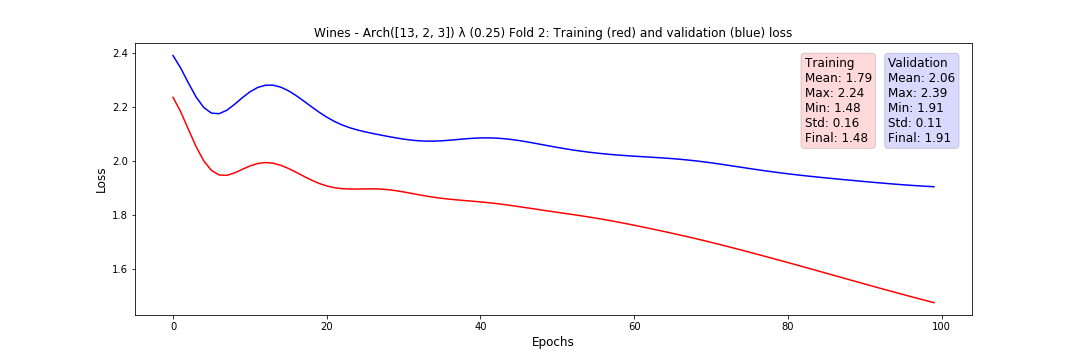 Wines - Arch([13, 2, 3]) λ (0.25) Fold 2: Training (red) and validation (blue) loss
Training
Mean: 1.79
Max: 2.24
Min: 1.48
Std: 0.16
Final: 1.48
Validation
Mean: 2.06
Max: 2.39
Min: 1.91
Std: 0.11
Final: 1.91
Loss
2.4
2.2
2.0
1.8
1.6
0
20
40
60
80
100
Epochs